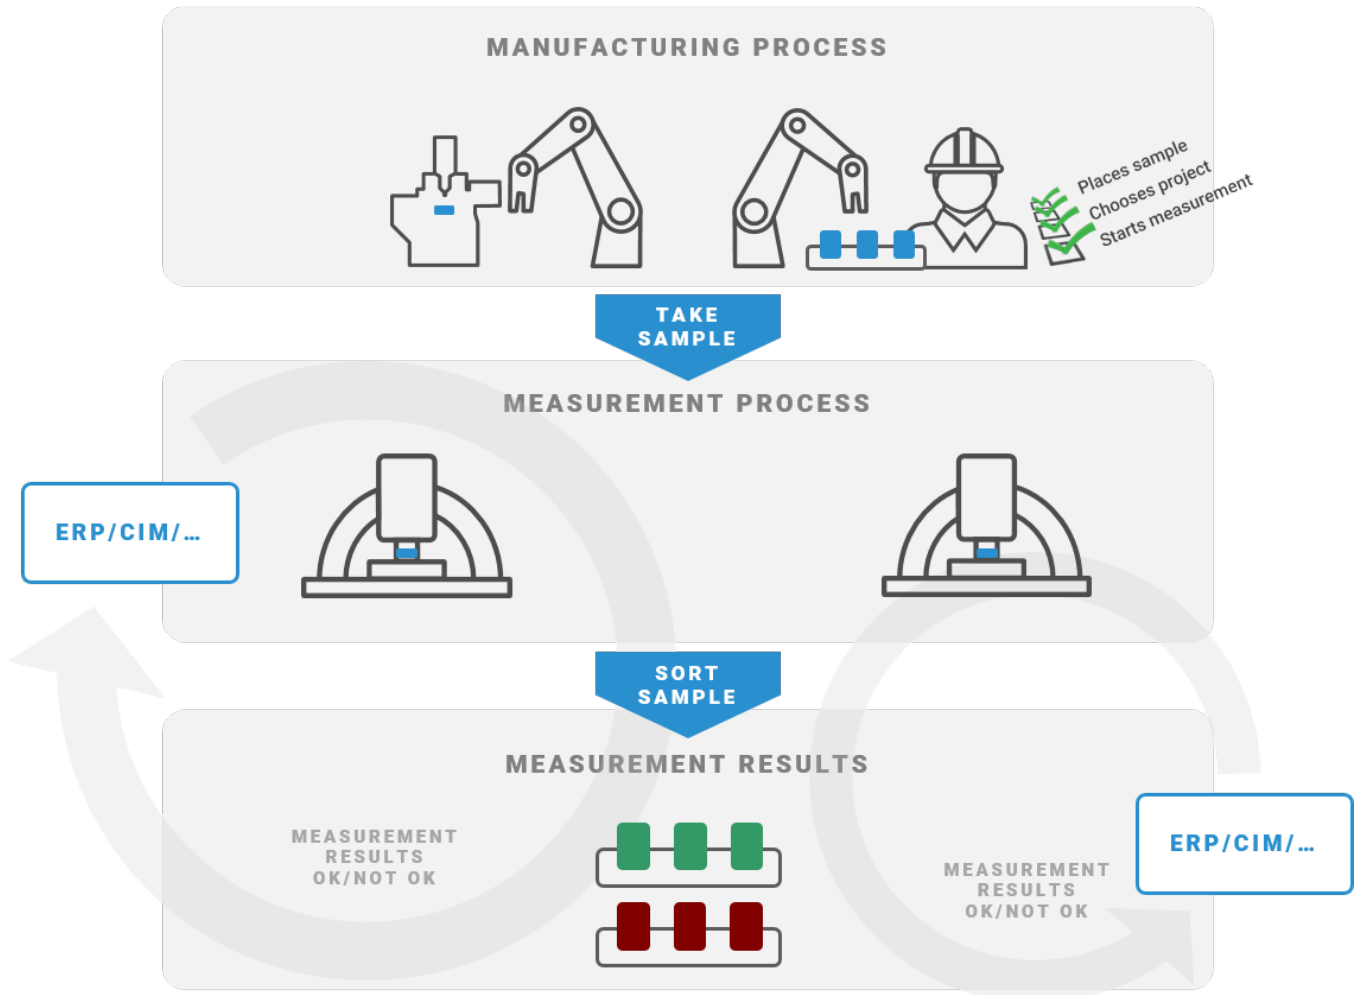 MANUFACTURING PROCESS
Places sample
Chooses project
Starts measurement
TAKE
SAMPLE
MEASUREMENT PROCESS
ERP/CIM/...
SORT
SAMPLE
MEASUREMENT RESULTS
MEASUREMENT
RESULTS
OK/NOT OK
ERP/CIM/...
MEASUREMENT
RESULTS
OK/NOT OK